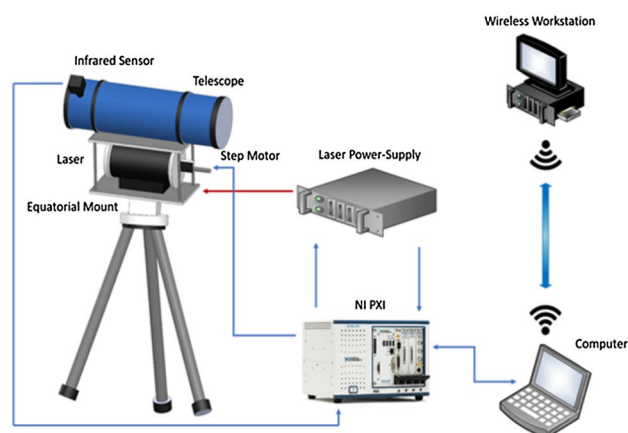 Wireless Workstation
Infrared Sensor
Telescope
Laser
Step Motor
Laser Power-Supply
Equatorial Mount
NI PXI
Computer